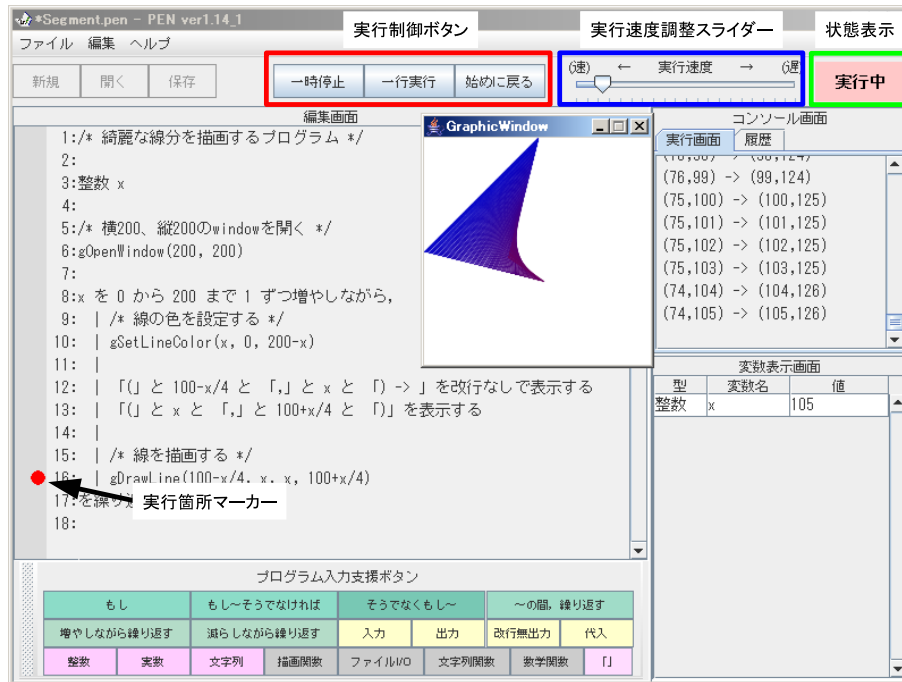 *Segment.pen - PEN ver1.14_1
実行制御ボタン
実行速度調整スライダー
状態表示
ファイル 編集 ヘルプ
新規 開く 保存
一時停止 一行実行 始めに戻る
(速) ← 実行速度 → (遅
実行中
編集画面
コンソール画面
GraphicWindow
実行画面 履歴
1:/* 綺麗な線分を描画するプログラム */
2:
3:整数 x
4:
5:/* 横200、縦200のwindowを開く */
6:gOpenWindow(200, 200)
7:
8:x を 0 から 200 まで 1 ずつ増やしながら,
9: | /* 線の色を設定する */
10: | gSetLineColor(x, 0, 200-x)
11: |
12: | 「(」と 100-x/4 と 「,」と x と 「) -> 」を改行なしで表示する
13: | 「(」と x と 「,」と 100+x/4 と 「)」を表示する
14: |
15: | /* 線を描画する */
16: | gDrawLine(100-x/4, x, x, 100+x/4)
17:を繰り
18:
実行箇所マーカー
(76,99) -> (99,124)
(75,100) -> (100,125)
(75,101) -> (101,125)
(75,102) -> (102,125)
(75,103) -> (103,125)
(74,104) -> (104,126)
(74,105) -> (105,126)
変数表示画面
型 変数名 値
整数 x 105
プログラム入力支援ボタン
もし もし～そうでなければ そうでなくもし～ ～の間, 繰り返す
増やしながら繰り返す 減らしながら繰り返す 入力 出力 改行無出力 代入
整数 実数 文字列 描画関数 ファイルI/O 文字列関数 数学関数 「」